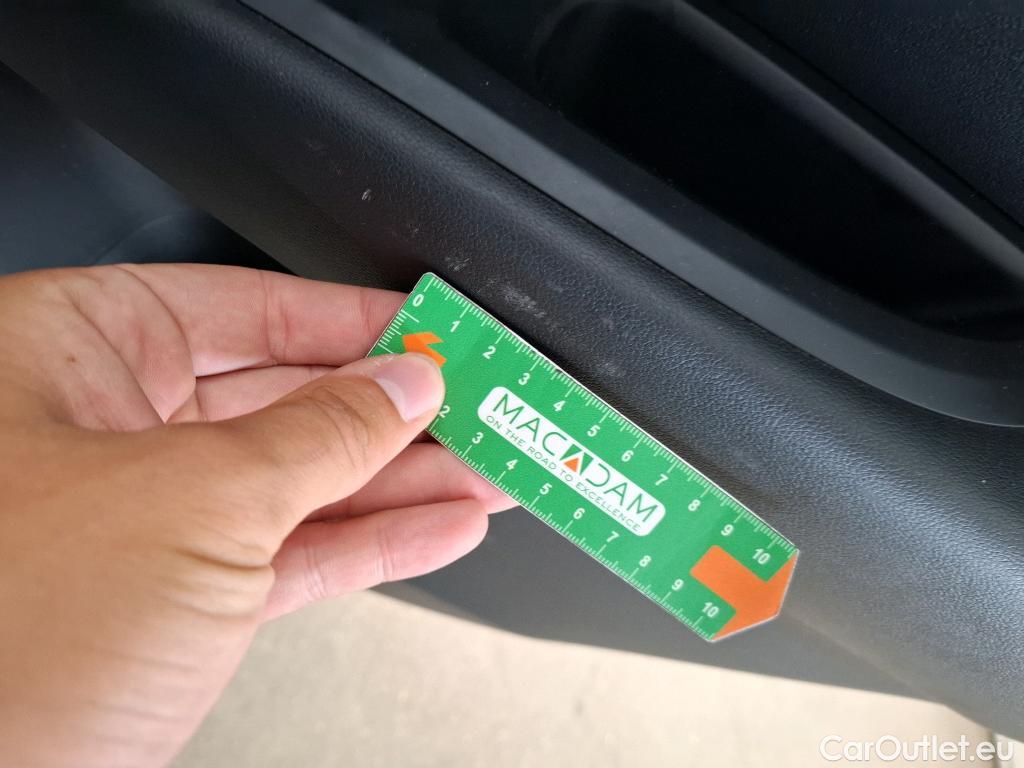 0 1 2 3 4 5 6 7 8 9 10
MACADAM
ON THE ROAD TO EXCELLENCE
2 3 4 5 6 7 8 9 10
CarOutlet.eu